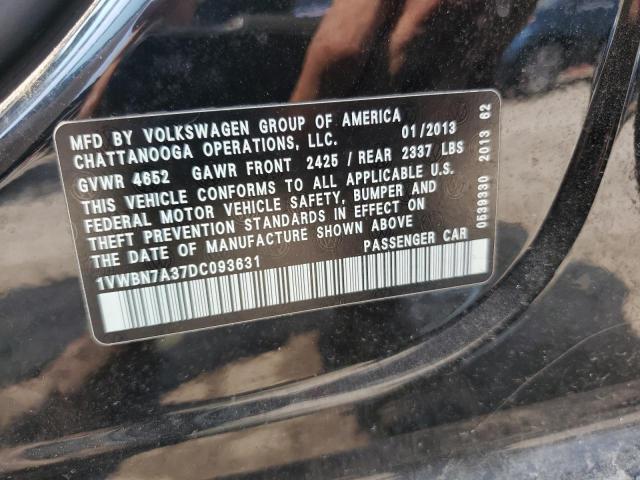 MFD BY VOLKSWAGEN GROUP OF AMERICA
CHATTANOOGA OPERATIONS, LLC. 01/2013
GVWR 4652 GAWR FRONT 2425 / REAR 2337 LBS
THIS VEHICLE CONFORMS TO ALL APPLICABLE U.S.
FEDERAL MOTOR VEHICLE SAFETY, BUMPER AND
THEFT PREVENTION STANDARDS IN EFFECT ON
THE DATE OF MANUFACTURE SHOWN ABOVE
1VWBN7A37DC093631 PASSENGER CAR
0539330 2013 62